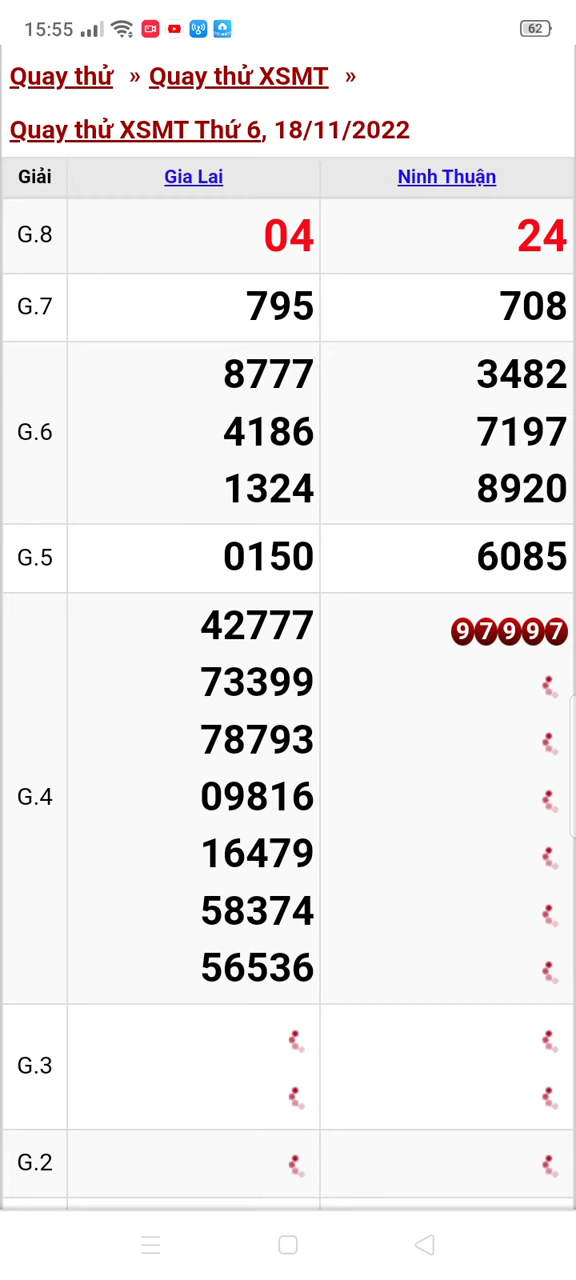 15:55 62
Quay thử » Quay thử XSMT »
Quay thử XSMT Thứ 6, 18/11/2022
Giải Gia Lai Ninh Thuận
G.8 04 24
G.7 795 708
8777 3482
G.6 4186 7197
1324 8920
G.5 0150 6085
42777 97997
73399
78793
G.4 09816
16479
58374
56536
G.3
G.2